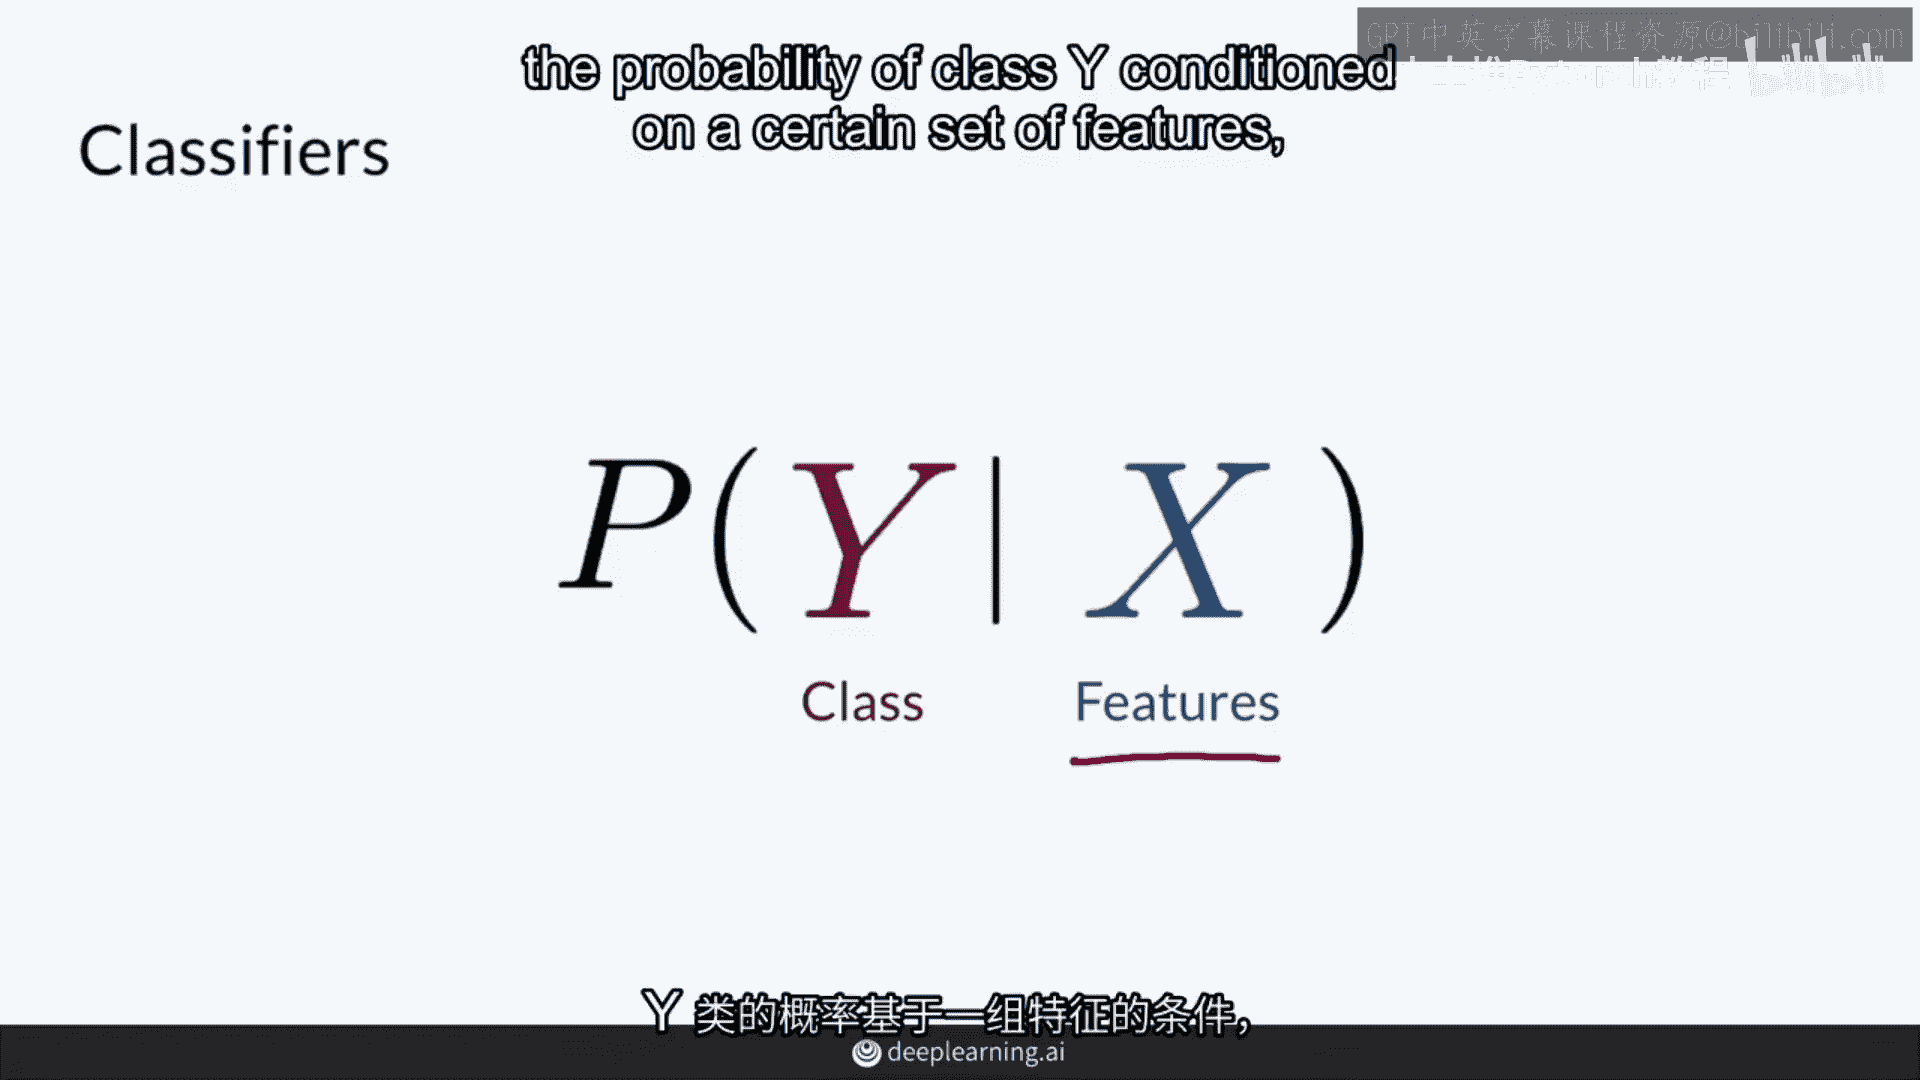 GPT中英字幕课程资源@bilibili.com
the probability of class Y conditioned
on a certain set of features,
Classifiers
P(Y|X)
Class Features
Y 类的概率基于一组特征的条件,
deeplearning.ai